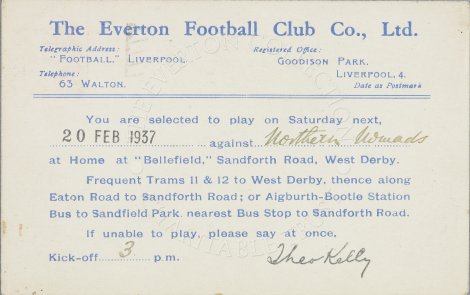 The Everton Football Club Co., Ltd.
Telegraphic Address: Registered Office:
"FOOTBALL," LIVERPOOL. GOODISON PARK,
Telephone: LIVERPOOL, 4.
63 WALTON. Date as Postmark
You are selected to play on Saturday next,
20 FEB 1937 against Northern Nomads
at Home at "Bellefield," Sandforth Road, West Derby.
Frequent Trams 11 & 12 to West Derby, thence along
Eaton Road to Sandforth Road; or Aigburth-Bootle Station
Bus to Sandfield Park, nearest Bus Stop to Sandforth Road.
If unable to play, please say at once.
Kick-off 3 p.m. Theo Kelly